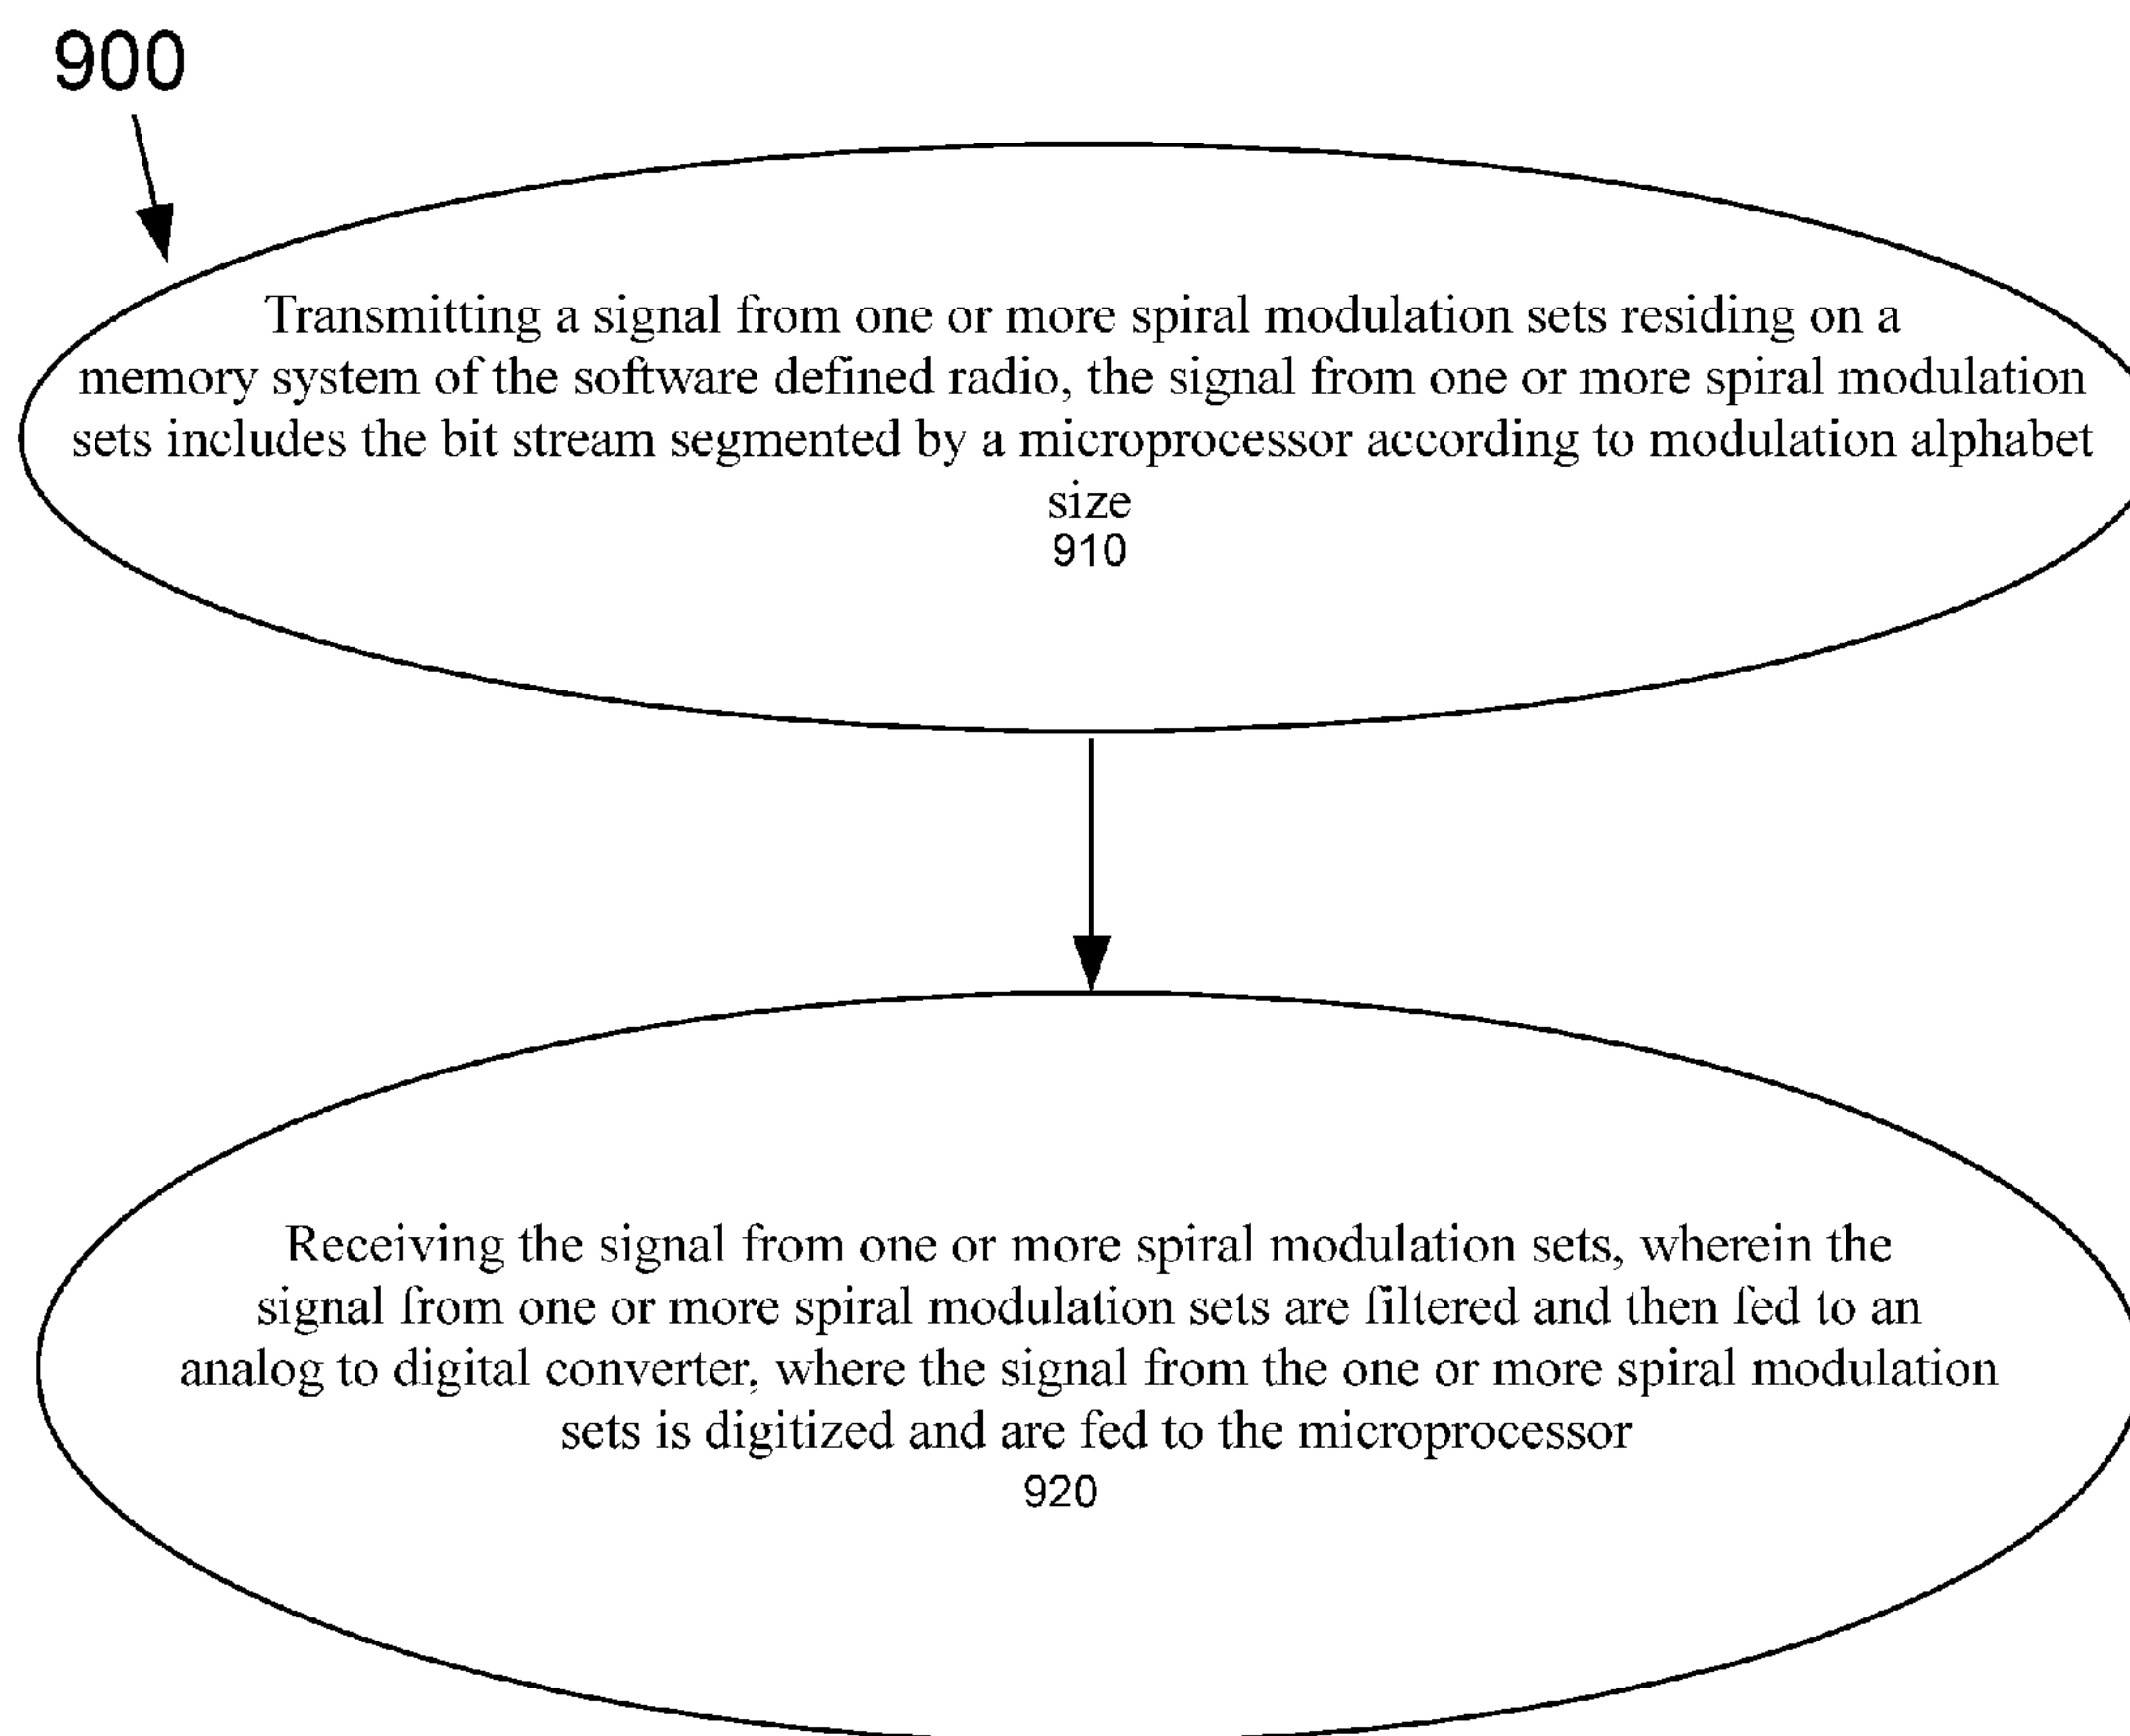 900
Transmitting a signal from one or more spiral modulation sets residing on a
memory system of the software defined radio, the signal from one or more spiral modulation
sets includes the bit stream segmented by a microprocessor according to modulation alphabet
size
910
Receiving the signal from one or more spiral modulation sets, wherein the
signal from one or more spiral modulation sets are filtered and then fed to an
analog to digital converter, where the signal from the one or more spiral modulation
sets is digitized and are fed to the microprocessor
920